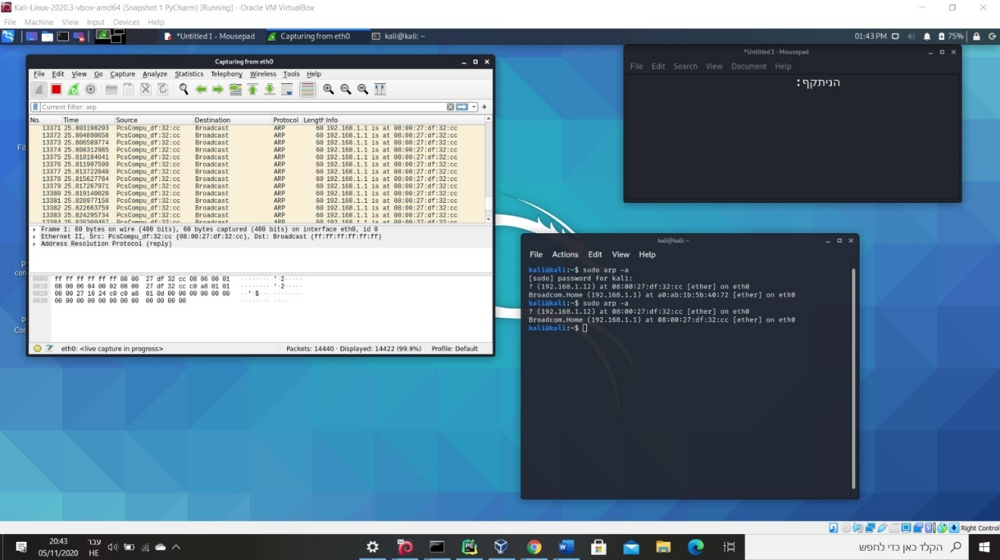 Kali-Linux-2020.3-vbox-amd64 (Snapshot 1 PyCharm) [Running] - Oracle VM VirtualBox
File Machine View Input Devices Help
*Untitled 1 - Mousepad Capturing from eth0 kali@kali: ~ 01:43 PM 75%
Capturing from eth0
File Edit View Go Capture Analyze Statistics Telephony Wireless Tools Help
Current filter: arp
No. Time Source Destination Protocol Length Info
13371 25.803198293 PcsCompu_df:32:cc Broadcast ARP 60 192.168.1.1 is at 08:00:27:df:32:cc
13372 25.804890658 PcsCompu_df:32:cc Broadcast ARP 60 192.168.1.1 is at 08:00:27:df:32:cc
13373 25.806589774 PcsCompu_df:32:cc Broadcast ARP 60 192.168.1.1 is at 08:00:27:df:32:cc
13374 25.808312985 PcsCompu_df:32:cc Broadcast ARP 60 192.168.1.1 is at 08:00:27:df:32:cc
13375 25.810184641 PcsCompu_df:32:cc Broadcast ARP 60 192.168.1.1 is at 08:00:27:df:32:cc
13376 25.811997599 PcsCompu_df:32:cc Broadcast ARP 60 192.168.1.1 is at 08:00:27:df:32:cc
13377 25.813722040 PcsCompu_df:32:cc Broadcast ARP 60 192.168.1.1 is at 08:00:27:df:32:cc
13378 25.815627784 PcsCompu_df:32:cc Broadcast ARP 60 192.168.1.1 is at 08:00:27:df:32:cc
13379 25.817267971 PcsCompu_df:32:cc Broadcast ARP 60 192.168.1.1 is at 08:00:27:df:32:cc
13380 25.819140020 PcsCompu_df:32:cc Broadcast ARP 60 192.168.1.1 is at 08:00:27:df:32:cc
13381 25.820977158 PcsCompu_df:32:cc Broadcast ARP 60 192.168.1.1 is at 08:00:27:df:32:cc
13382 25.822663759 PcsCompu_df:32:cc Broadcast ARP 60 192.168.1.1 is at 08:00:27:df:32:cc
13383 25.824295734 PcsCompu_df:32:cc Broadcast ARP 60 192.168.1.1 is at 08:00:27:df:32:cc
Frame 1: 60 bytes on wire (480 bits), 60 bytes captured (480 bits) on interface eth0, id 0
Ethernet II, Src: PcsCompu_df:32:cc (08:00:27:df:32:cc), Dst: Broadcast (ff:ff:ff:ff:ff:ff)
Address Resolution Protocol (reply)
0000 ff ff ff ff ff ff 08 00 27 df 32 cc 08 06 00 01 ········ '·2·····
0010 08 00 06 04 00 02 08 00 27 df 32 cc c0 a8 01 01 ········ '·2·····
0020 08 00 27 16 24 c0 c0 a8 01 0d 00 00 00 00 00 00 ··'·$··· ········
0030 00 00 00 00 00 00 00 00 00 00 00 00 ········ ····
eth0: <live capture in progress> Packets: 14440 · Displayed: 14422 (99.9%) Profile: Default
*Untitled 1 - Mousepad
File Edit Search View Document Help
הניתקף:
kali@kali: ~
File Actions Edit View Help
kali@kali:~$ sudo arp -a
[sudo] password for kali:
? (192.168.1.12) at 08:00:27:df:32:cc [ether] on eth0
Broadcom.Home (192.168.1.1) at a0:ab:1b:5b:40:72 [ether] on eth0
kali@kali:~$ sudo arp -a
? (192.168.1.12) at 08:00:27:df:32:cc [ether] on eth0
Broadcom.Home (192.168.1.1) at 08:00:27:df:32:cc [ether] on eth0
kali@kali:~$
Right Control
20:43
05/11/2020
עבר
HE
הקלד כאן כדי לחפש